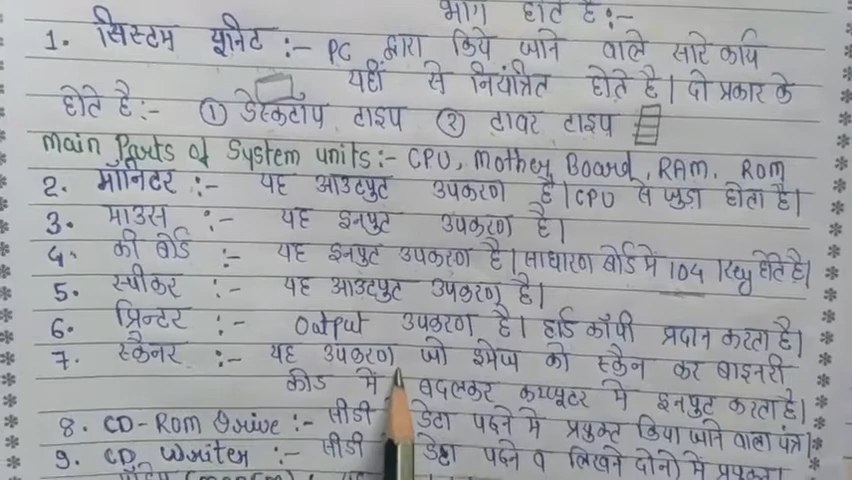 भाग होते है:-
1. सिस्टम यूनिट :- PC द्वारा किये जाने वाले सारे कार्य
यहीं से नियंत्रित होते है। दो प्रकार के
होते है:- ① डेस्कटॉप टाइप ② टावर टाइप
Main Parts of System units:- CPU, Mother Board, RAM, ROM
2. मॉनिटर :- यह आउटपुट उपकरण है। CPU से जुड़ा होता है।
3. माउस :- यह इनपुट उपकरण है।
4. की बोर्ड :- यह इनपुट उपकरण है। साधारण बोर्ड में 104 Key होते है।
5. स्पीकर :- यह आउटपुट उपकरण है।
6. प्रिन्टर :- Output उपकरण है। हार्ड कॉपी प्रदान करता है।
7. स्कैनर :- यह उपकरण जो इमेज को स्कैन कर बाइनरी
कोड में बदलकर कम्प्यूटर में इनपुट करता है।
8. CD-Rom Drive :- सीडी डेटा पढने में प्रयुक्त किया जाने वाला यंत्र।
9. CD Writer :- सीडी डेटा पढने व लिखने दोनो में प्रयुक्त।